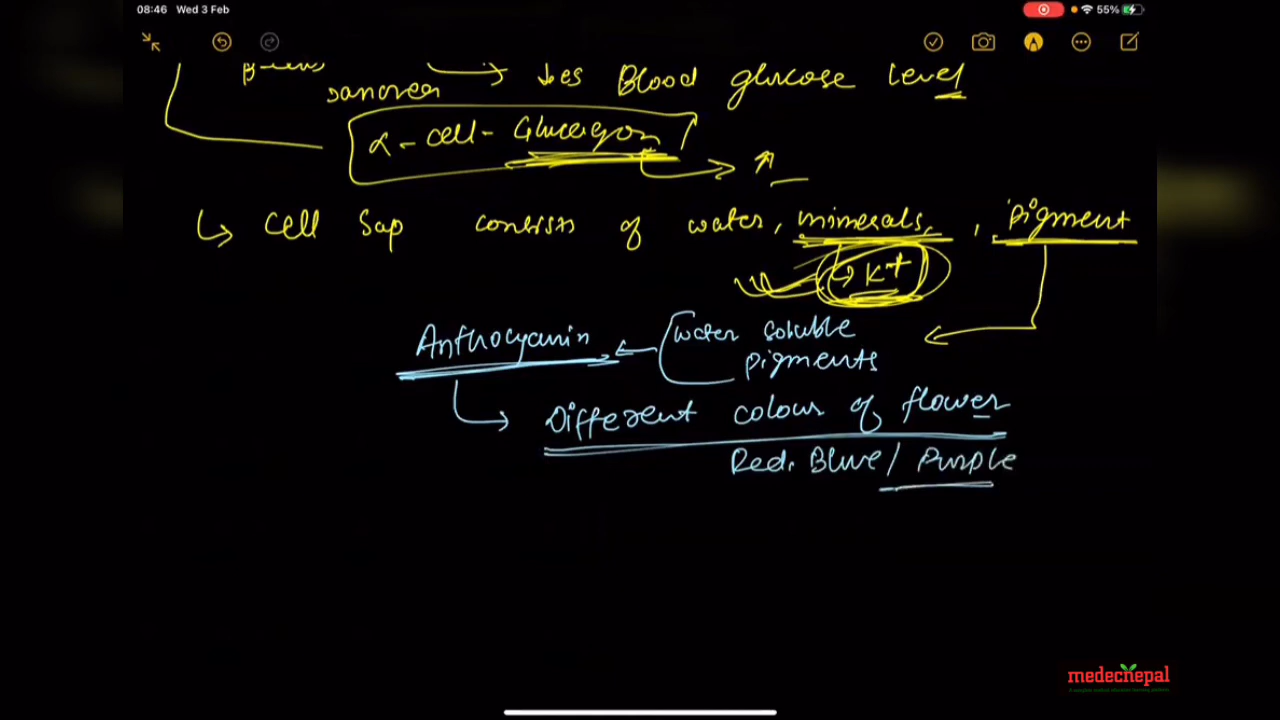 08:46 Wed 3 Feb
55%
↓es Blood glucose level
α - cell - Glucagon → ↑
↳ Cell Sap consists of water, minerals, , pigment
↳ K+
Anthocyanin ← water soluble
pigments
↳ Different colour of flower
Red. Blue / Purple
medecnepal